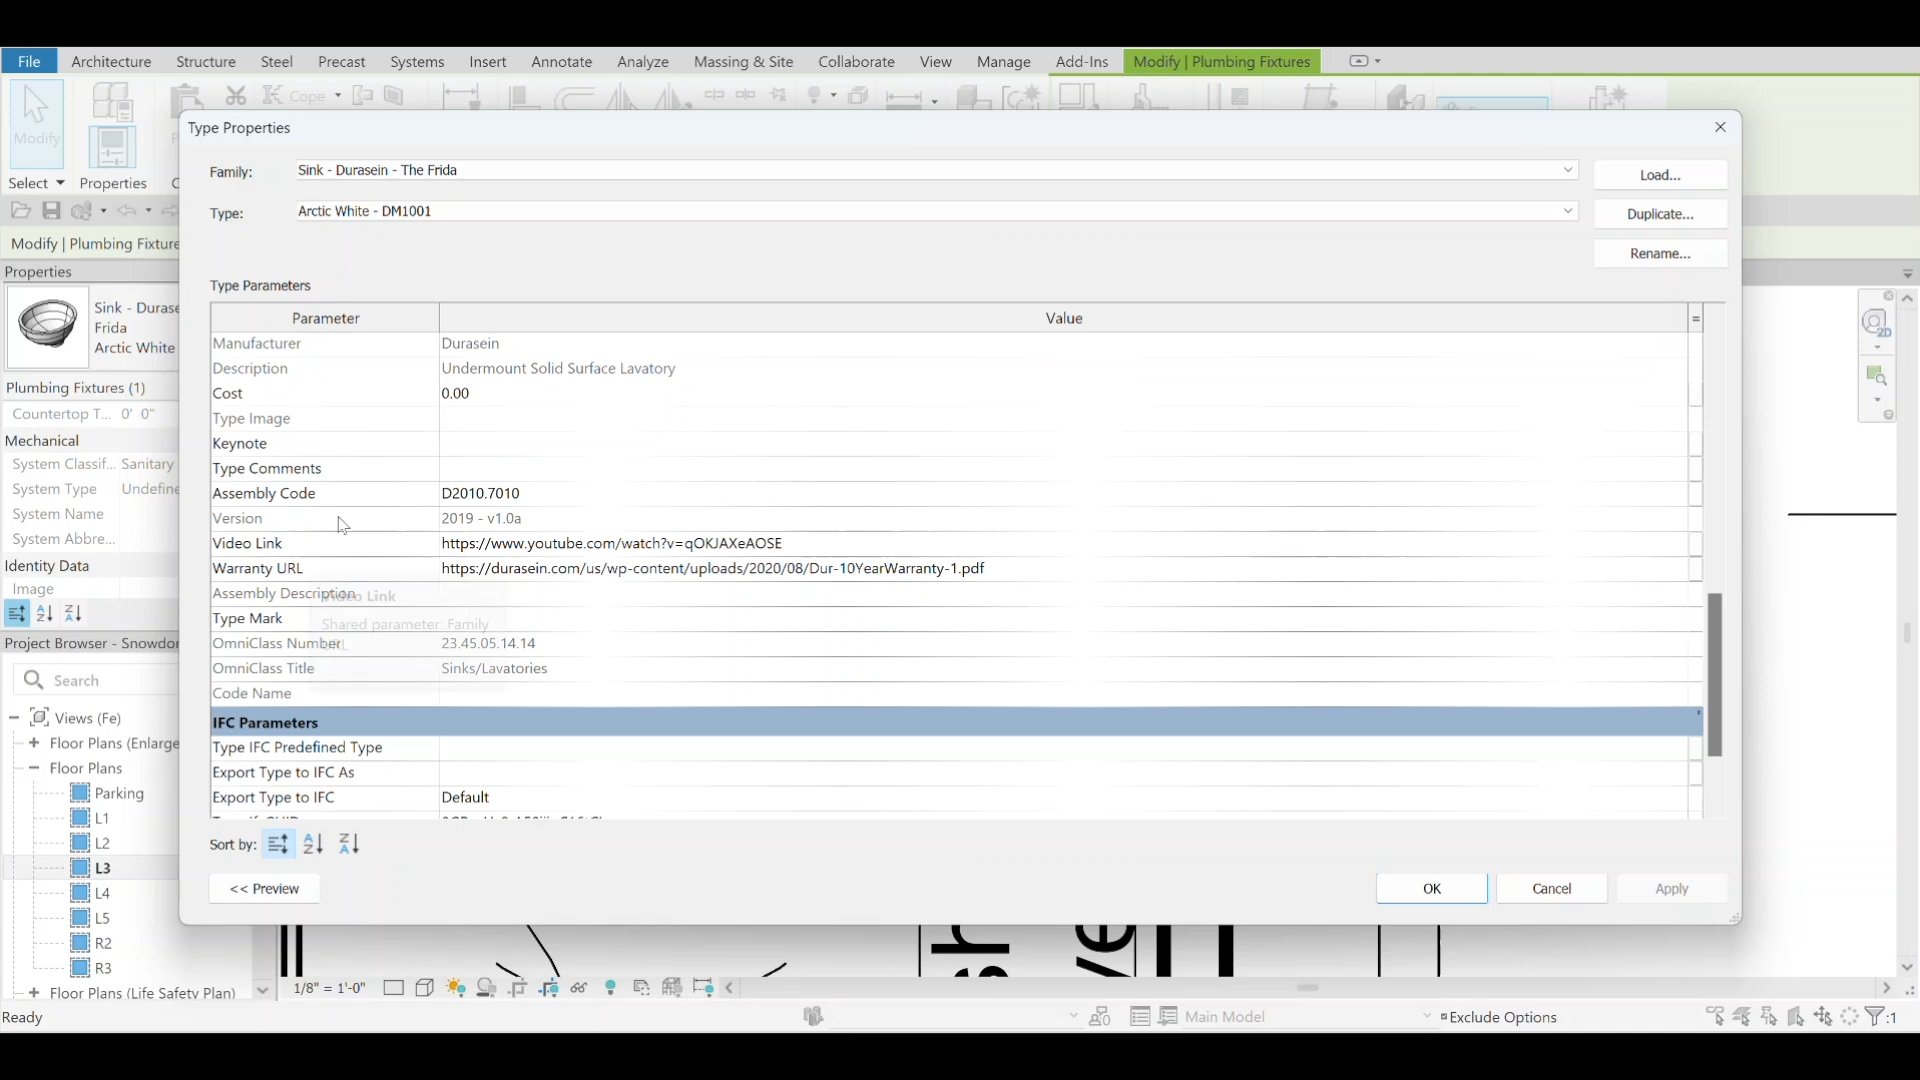 File Architecture Structure Steel Precast Systems Insert Annotate Analyze Massing & Site Collaborate View Manage Add-Ins Modify | Plumbing Fixtures
Modify
Cope
Select Properties
Modify | Plumbing Fixture
Type Properties
Family: Sink - Durasein - The Frida Load...
Type: Arctic White - DM1001 Duplicate...
Rename...
Properties
Sink - Durase
Frida
Arctic White
Plumbing Fixtures (1)
Countertop T... 0' 0"
Mechanical
System Classif... Sanitary
System Type Undefine
System Name
System Abbre...
Identity Data
Image
Type Parameters
Parameter Value =
Manufacturer Durasein
Description Undermount Solid Surface Lavatory
Cost 0.00
Type Image
Keynote
Type Comments
Assembly Code D2010.7010
Version 2019 - v1.0a
Video Link https://www.youtube.com/watch?v=qOKJAXeAOSE
Warranty URL https://durasein.com/us/wp-content/uploads/2020/08/Dur-10YearWarranty-1.pdf
Assembly Description
Video Link
Type Mark
Shared parameter: Family
OmniClass Number 23.45.05.14.14
URL
OmniClass Title Sinks/Lavatories
Code Name
IFC Parameters
Type IFC Predefined Type
Export Type to IFC As
Export Type to IFC Default
Sort by:
<< Preview OK Cancel Apply
Project Browser - Snowdon
Search
Views (Fe)
Floor Plans (Enlarge
Floor Plans
Parking
L1
L2
L3
L4
L5
R2
R3
Floor Plans (Life Safety Plan)
2D
sh
ye
1/8" = 1'-0"
Ready Main Model Exclude Options :1